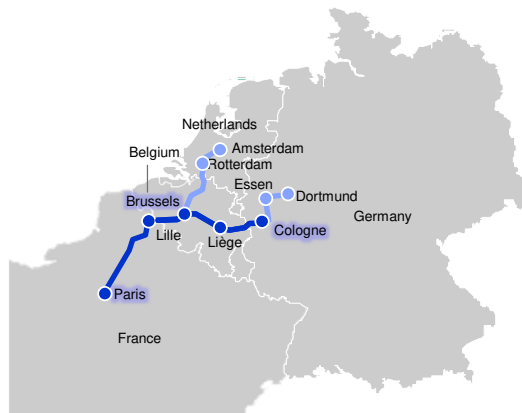 Netherlands
Amsterdam
Belgium
Rotterdam
Essen
Brussels
Dortmund
Germany
Lille
Liège
Cologne
Paris
France